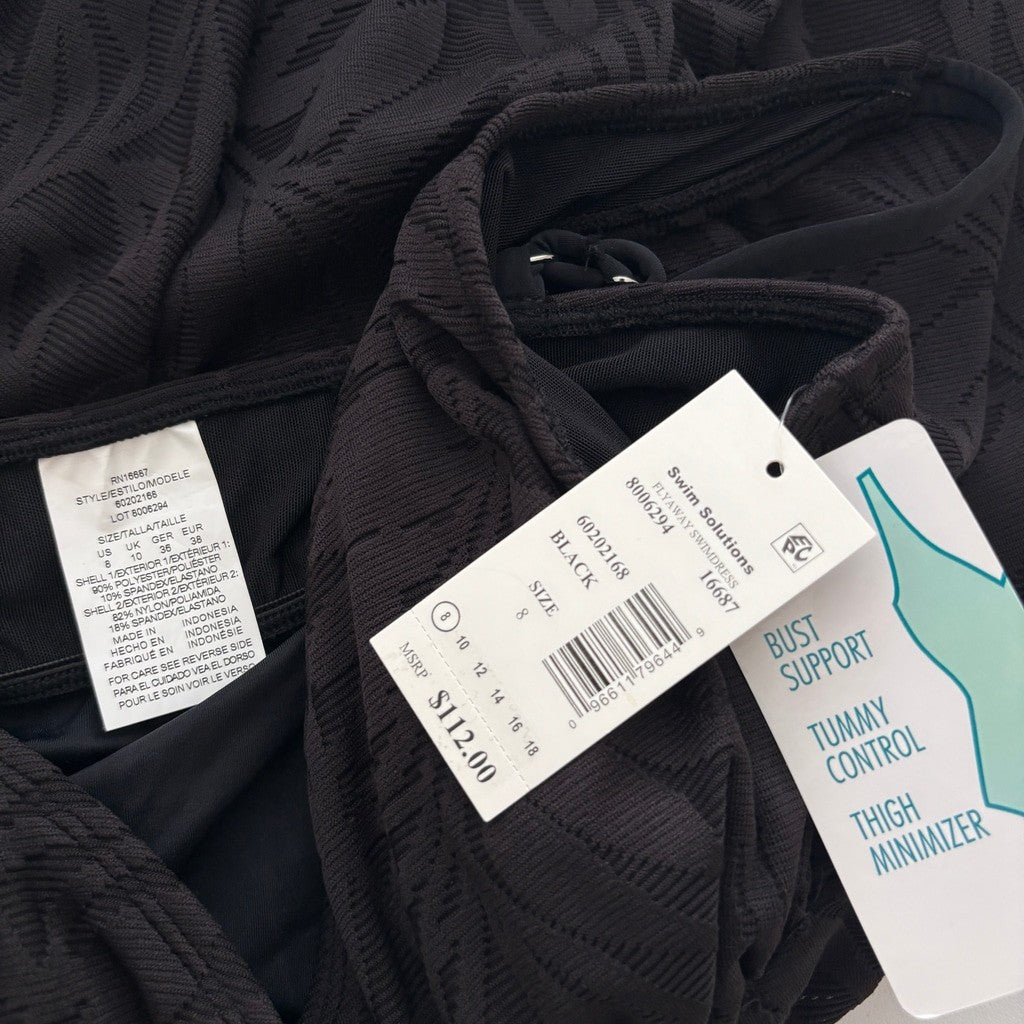 RN16687
STYLE/ESTILO/MODELE
60202168
LOT 8006294
SIZE/TALLA/TAILLE
US UK GER EUR
8 10 36 38
SHELL 1/EXTERIOR 1/EXTÉRIEUR 1:
90% POLYESTER/POLIÉSTER
10% SPANDEX/ELASTANO
SHELL 2/EXTERIOR 2/EXTÉRIEUR 2:
82% NYLON/POLIAMIDA
18% SPANDEX/ELASTANO
MADE IN INDONESIA
HECHO EN INDONESIA
FABRIQUÉ EN INDONÉSIE
FOR CARE SEE REVERSE SIDE
PARA EL CUIDADO VEA EL DORSO
POUR LE SOIN VOIR LE VERSO
Swim Solutions
FLYAWAY SWIMDRESS
8006294 16687
60202168
BLACK
SIZE
8
0 96611 79644 9
8 10 12 14 16 18
MSRP
$112.00
BUST
SUPPORT
TUMMY
CONTROL
THIGH
MINIMIZER